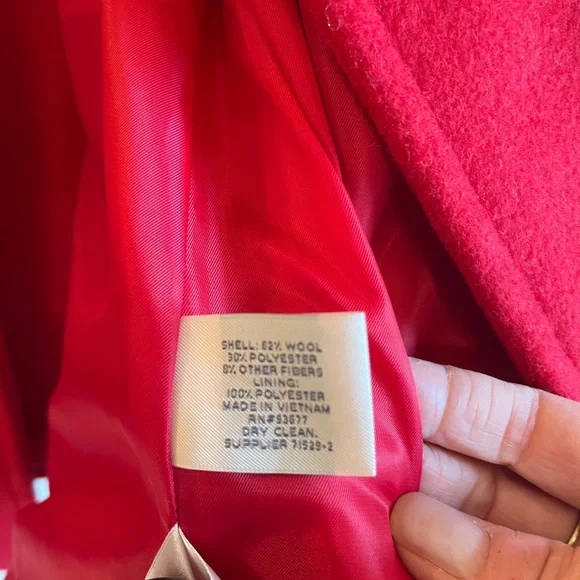 SHELL: 62% WOOL
30% POLYESTER
8% OTHER FIBERS
LINING:
100% POLYESTER
MADE IN VIETNAM
RN#93677
DRY CLEAN.
SUPPLIER 71529-2